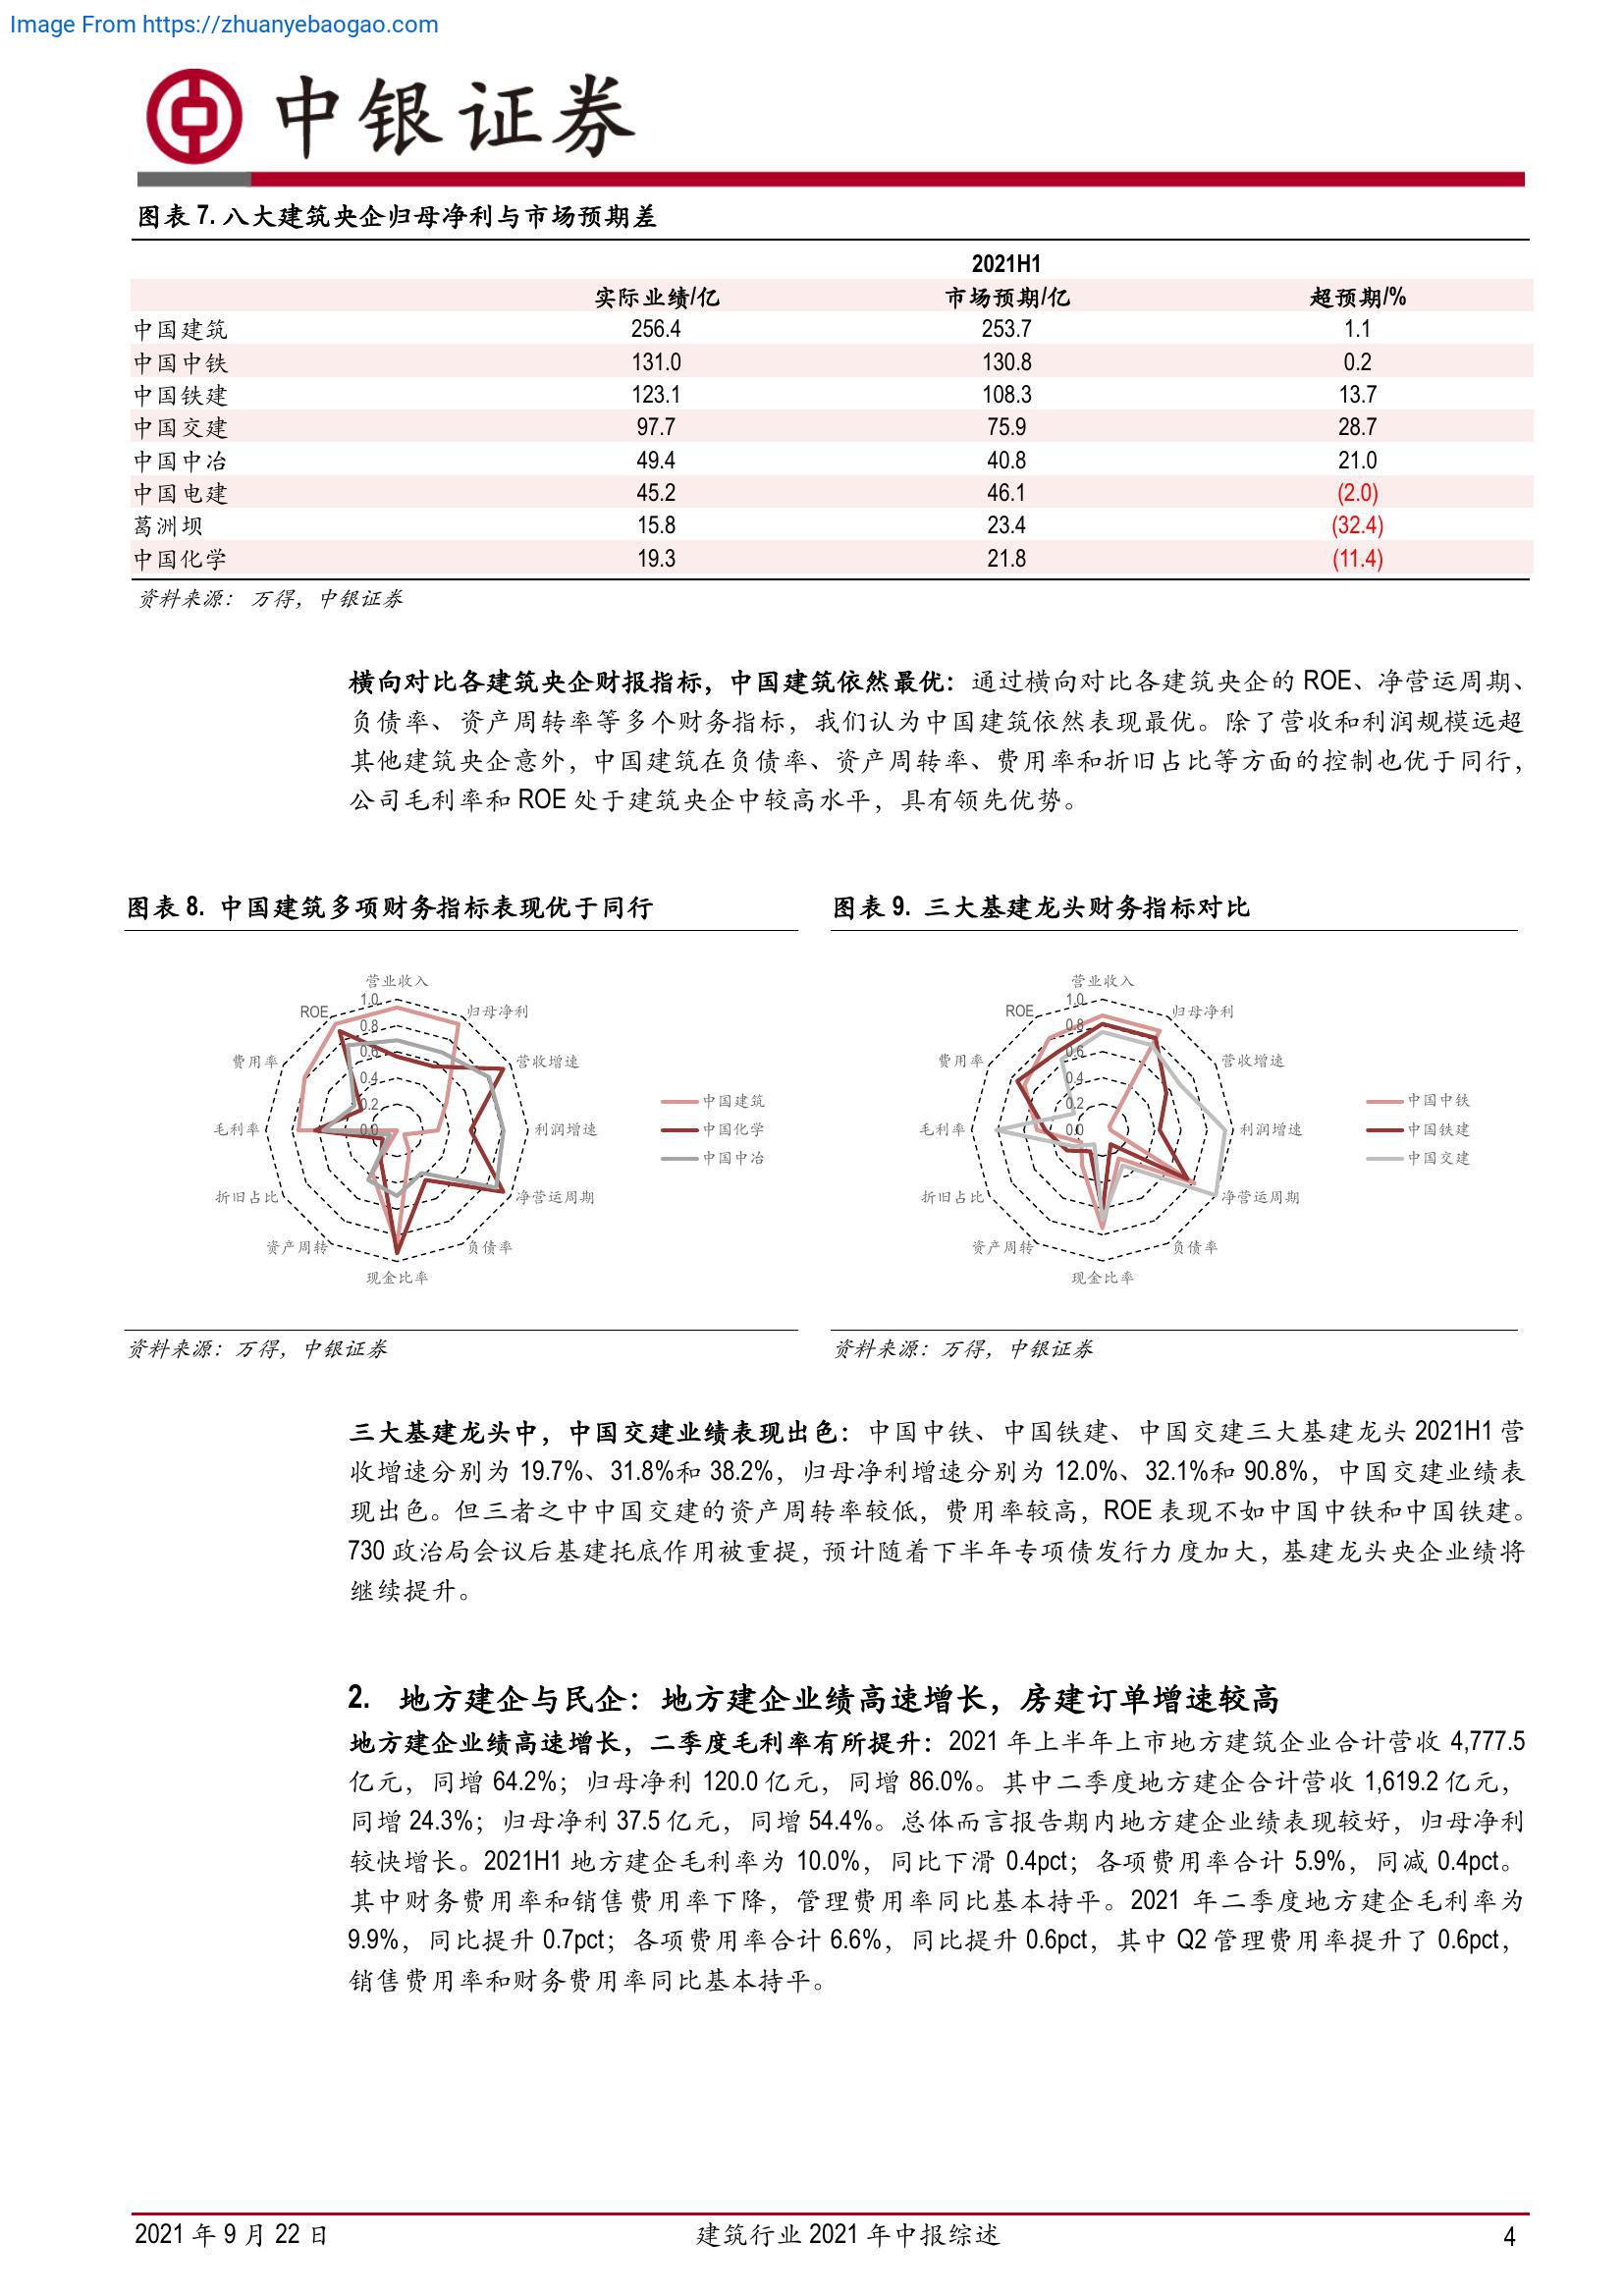 Image From https://zhuanyebaogao.com
中银证券
图表 7. 八大建筑央企归母净利与市场预期差
2021H1
实际业绩/亿 市场预期/亿 超预期/%
中国建筑 256.4 253.7 1.1
中国中铁 131.0 130.8 0.2
中国铁建 123.1 108.3 13.7
中国交建 97.7 75.9 28.7
中国中冶 49.4 40.8 21.0
中国电建 45.2 46.1 (2.0)
葛洲坝 15.8 23.4 (32.4)
中国化学 19.3 21.8 (11.4)
资料来源： 万得，中银证券
横向对比各建筑央企财报指标，中国建筑依然最优：通过横向对比各建筑央企的 ROE、净营运周期、
负债率、资产周转率等多个财务指标，我们认为中国建筑依然表现最优。除了营收和利润规模远超
其他建筑央企意外，中国建筑在负债率、资产周转率、费用率和折旧占比等方面的控制也优于同行，
公司毛利率和 ROE 处于建筑央企中较高水平，具有领先优势。
图表 8. 中国建筑多项财务指标表现优于同行
营业收入
归母净利
营收增速
利润增速
净营运周期
负债率
现金比率
资产周转
折旧占比
毛利率
费用率
ROE
1.0
0.8
0.6
0.4
0.2
0.0
中国建筑
中国化学
中国中冶
资料来源：万得，中银证券
图表 9. 三大基建龙头财务指标对比
营业收入
归母净利
营收增速
利润增速
净营运周期
负债率
现金比率
资产周转
折旧占比
毛利率
费用率
ROE
1.0
0.8
0.6
0.4
0.2
0.0
中国中铁
中国铁建
中国交建
资料来源：万得，中银证券
三大基建龙头中，中国交建业绩表现出色：中国中铁、中国铁建、中国交建三大基建龙头 2021H1 营
收增速分别为 19.7%、31.8%和 38.2%，归母净利增速分别为 12.0%、32.1%和 90.8%，中国交建业绩表
现出色。但三者之中中国交建的资产周转率较低，费用率较高，ROE 表现不如中国中铁和中国铁建。
730 政治局会议后基建托底作用被重提，预计随着下半年专项债发行力度加大，基建龙头央企业绩将
继续提升。
2. 地方建企与民企：地方建企业绩高速增长，房建订单增速较高
地方建企业绩高速增长，二季度毛利率有所提升：2021 年上半年上市地方建筑企业合计营收 4,777.5
亿元，同增 64.2%；归母净利 120.0 亿元，同增 86.0%。其中二季度地方建企合计营收 1,619.2 亿元，
同增 24.3%；归母净利 37.5 亿元，同增 54.4%。总体而言报告期内地方建企业绩表现较好，归母净利
较快增长。2021H1 地方建企毛利率为 10.0%，同比下滑 0.4pct；各项费用率合计 5.9%，同减 0.4pct。
其中财务费用率和销售费用率下降，管理费用率同比基本持平。2021 年二季度地方建企毛利率为
9.9%，同比提升 0.7pct；各项费用率合计 6.6%，同比提升 0.6pct，其中 Q2 管理费用率提升了 0.6pct，
销售费用率和财务费用率同比基本持平。
2021 年 9 月 22 日 建筑行业 2021 年中报综述 4